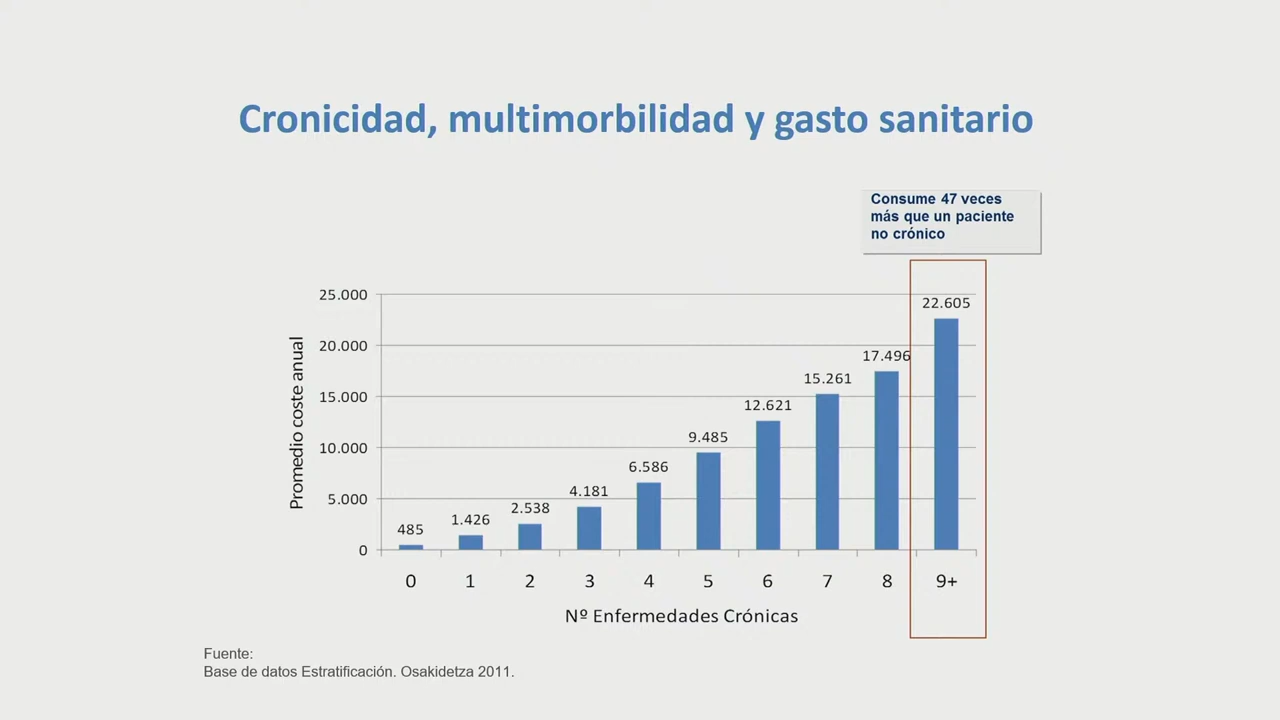 Cronicidad, multimorbilidad y gasto sanitario
Consume 47 veces
más que un paciente
no crónico
Promedio coste anual
25.000
20.000
15.000
10.000
5.000
0
485
1.426
2.538
4.181
6.586
9.485
12.621
15.261
17.496
22.605
0 1 2 3 4 5 6 7 8 9+
Nº Enfermedades Crónicas
Fuente:
Base de datos Estratificación. Osakidetza 2011.